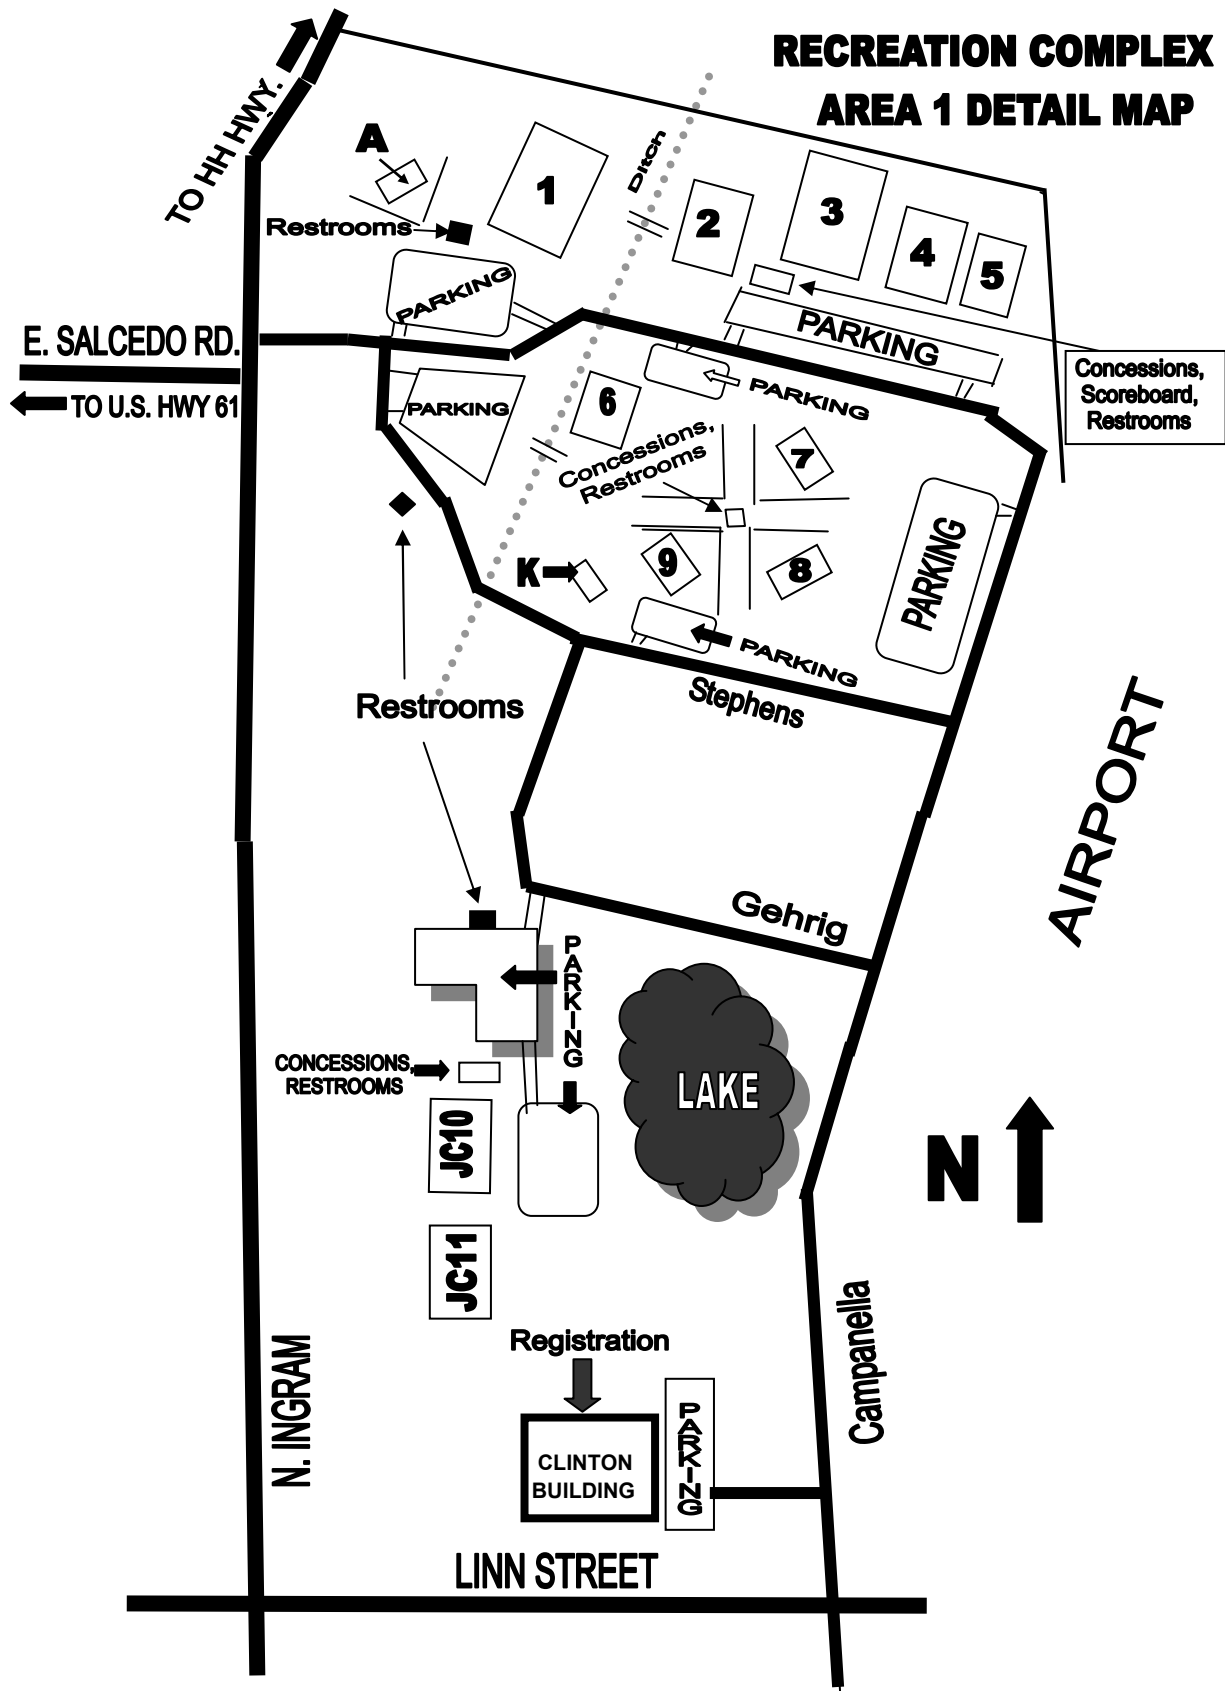 RECREATION COMPLEX
AREA 1 DETAIL MAP
TO HH HWY.
A
1
Ditch
2
3
4
5
Restrooms
PARKING
PARKING
E. SALCEDO RD.
TO U.S. HWY 61
Concessions,
Scoreboard,
Restrooms
PARKING
PARKING
6
Concessions,
Restrooms
7
PARKING
K
9
8
PARKING
Stephens
Restrooms
AIRPORT
Gehrig
PARKING
LAKE
CONCESSIONS,
RESTROOMS
JC10
N
JC11
Campanella
Registration
N. INGRAM
PARKING
CLINTON
BUILDING
LINN STREET